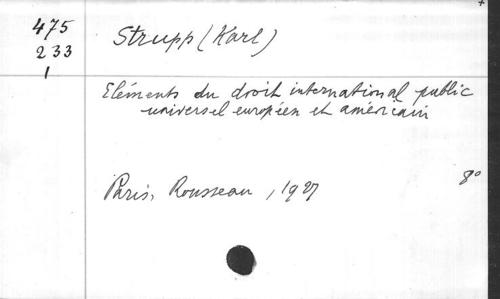 475
233
1
Strupp (Karl)
Eléments du droit international public
universel européen et américain
Paris, Rousseau, 1927
8°